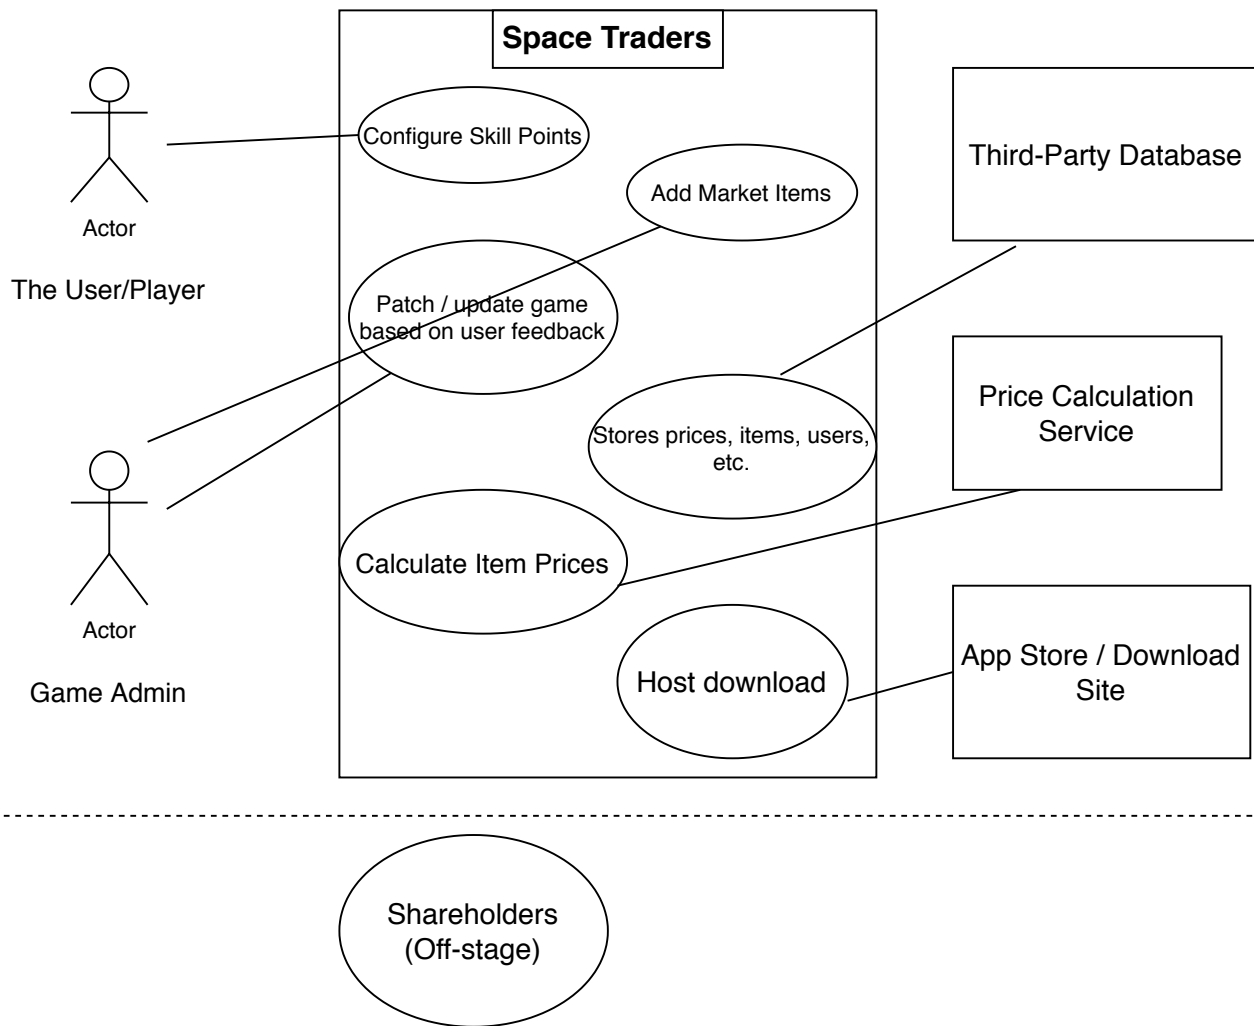 Space Traders
Configure Skill Points
Actor
The User/Player
Add Market Items
Third-Party Database
Patch / update game
based on user feedback
Price Calculation
Service
Stores prices, items, users,
etc.
Calculate Item Prices
Actor
Game Admin
Host download
App Store / Download
Site
Shareholders
(Off-stage)